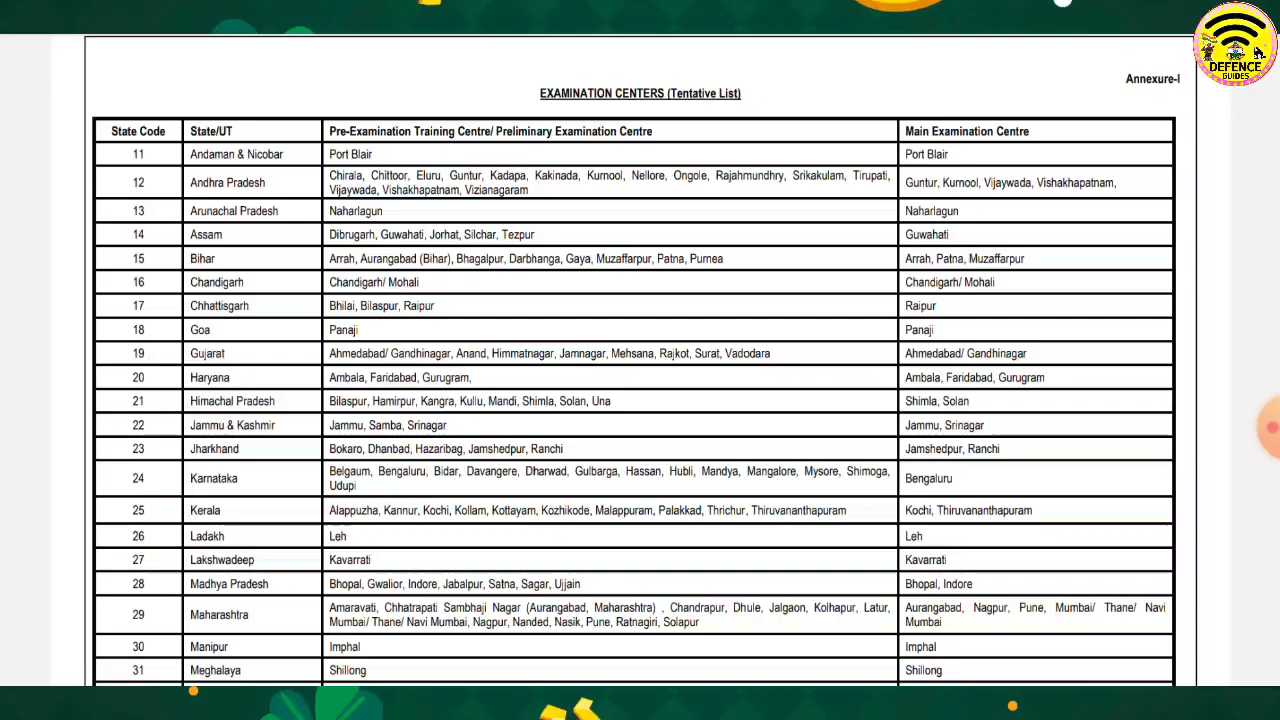 DEFENCE
GUIDES
Annexure-I
EXAMINATION CENTERS (Tentative List)
State Code State/UT Pre-Examination Training Centre/ Preliminary Examination Centre Main Examination Centre
11 Andaman & Nicobar Port Blair Port Blair
12 Andhra Pradesh Chirala, Chittoor, Eluru, Guntur, Kadapa, Kakinada, Kurnool, Nellore, Ongole, Rajahmundhry, Srikakulam, Tirupati,
Vijaywada, Vishakhapatnam, Vizianagaram Guntur, Kurnool, Vijaywada, Vishakhapatnam,
13 Arunachal Pradesh Naharlagun Naharlagun
14 Assam Dibrugarh, Guwahati, Jorhat, Silchar, Tezpur Guwahati
15 Bihar Arrah, Aurangabad (Bihar), Bhagalpur, Darbhanga, Gaya, Muzaffarpur, Patna, Purnea Arrah, Patna, Muzaffarpur
16 Chandigarh Chandigarh/ Mohali Chandigarh/ Mohali
17 Chhattisgarh Bhilai, Bilaspur, Raipur Raipur
18 Goa Panaji Panaji
19 Gujarat Ahmedabad/ Gandhinagar, Anand, Himmatnagar, Jamnagar, Mehsana, Rajkot, Surat, Vadodara Ahmedabad/ Gandhinagar
20 Haryana Ambala, Faridabad, Gurugram, Ambala, Faridabad, Gurugram
21 Himachal Pradesh Bilaspur, Hamirpur, Kangra, Kullu, Mandi, Shimla, Solan, Una Shimla, Solan
22 Jammu & Kashmir Jammu, Samba, Srinagar Jammu, Srinagar
23 Jharkhand Bokaro, Dhanbad, Hazaribag, Jamshedpur, Ranchi Jamshedpur, Ranchi
24 Karnataka Belgaum, Bengaluru, Bidar, Davangere, Dharwad, Gulbarga, Hassan, Hubli, Mandya, Mangalore, Mysore, Shimoga,
Udupi Bengaluru
25 Kerala Alappuzha, Kannur, Kochi, Kollam, Kottayam, Kozhikode, Malappuram, Palakkad, Thrichur, Thiruvananthapuram Kochi, Thiruvananthapuram
26 Ladakh Leh Leh
27 Lakshwadeep Kavarrati Kavarrati
28 Madhya Pradesh Bhopal, Gwalior, Indore, Jabalpur, Satna, Sagar, Ujjain Bhopal, Indore
29 Maharashtra Amaravati, Chhatrapati Sambhaji Nagar (Aurangabad, Maharashtra) , Chandrapur, Dhule, Jalgaon, Kolhapur, Latur, Aurangabad, Nagpur, Pune, Mumbai/ Thane/ Navi
Mumbai/ Thane/ Navi Mumbai, Nagpur, Nanded, Nasik, Pune, Ratnagiri, Solapur Mumbai
30 Manipur Imphal Imphal
31 Meghalaya Shillong Shillong